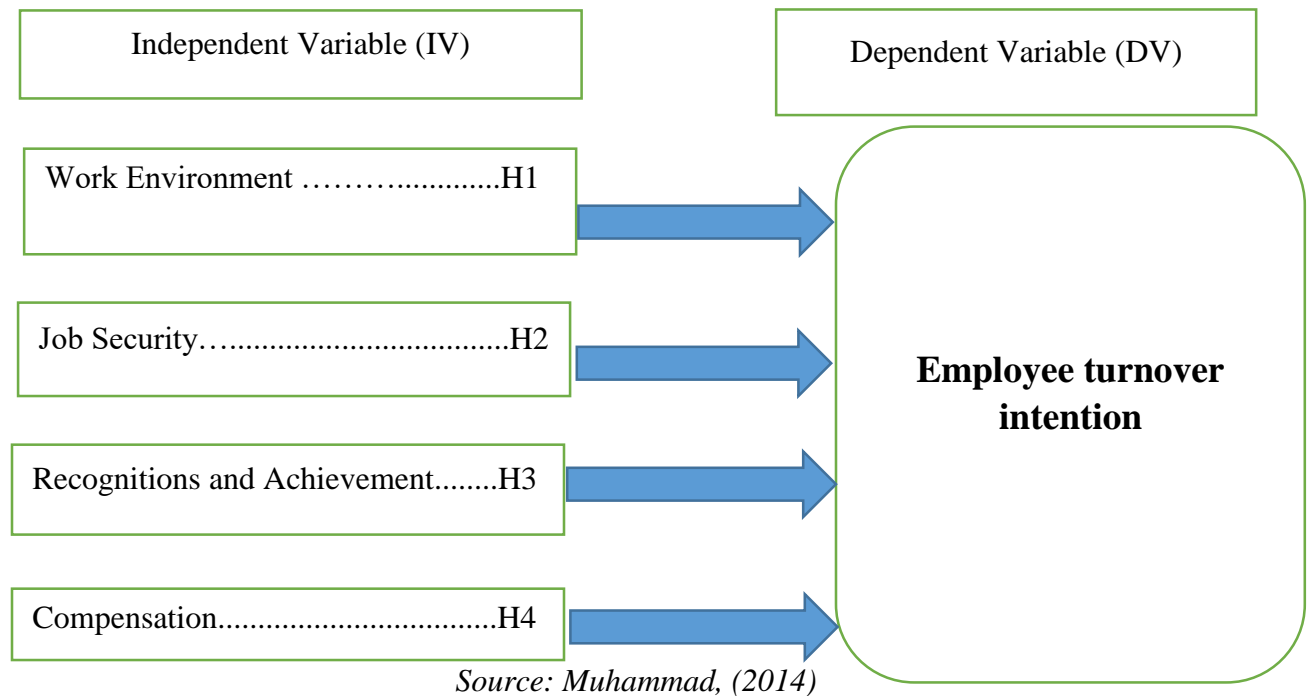 Independent Variable (IV)
Dependent Variable (DV)
Work Environment ………..............H1
Job Security…...................................H2
Recognitions and Achievement........H3
Compensation...................................H4
Employee turnover
intention
Source: Muhammad, (2014)